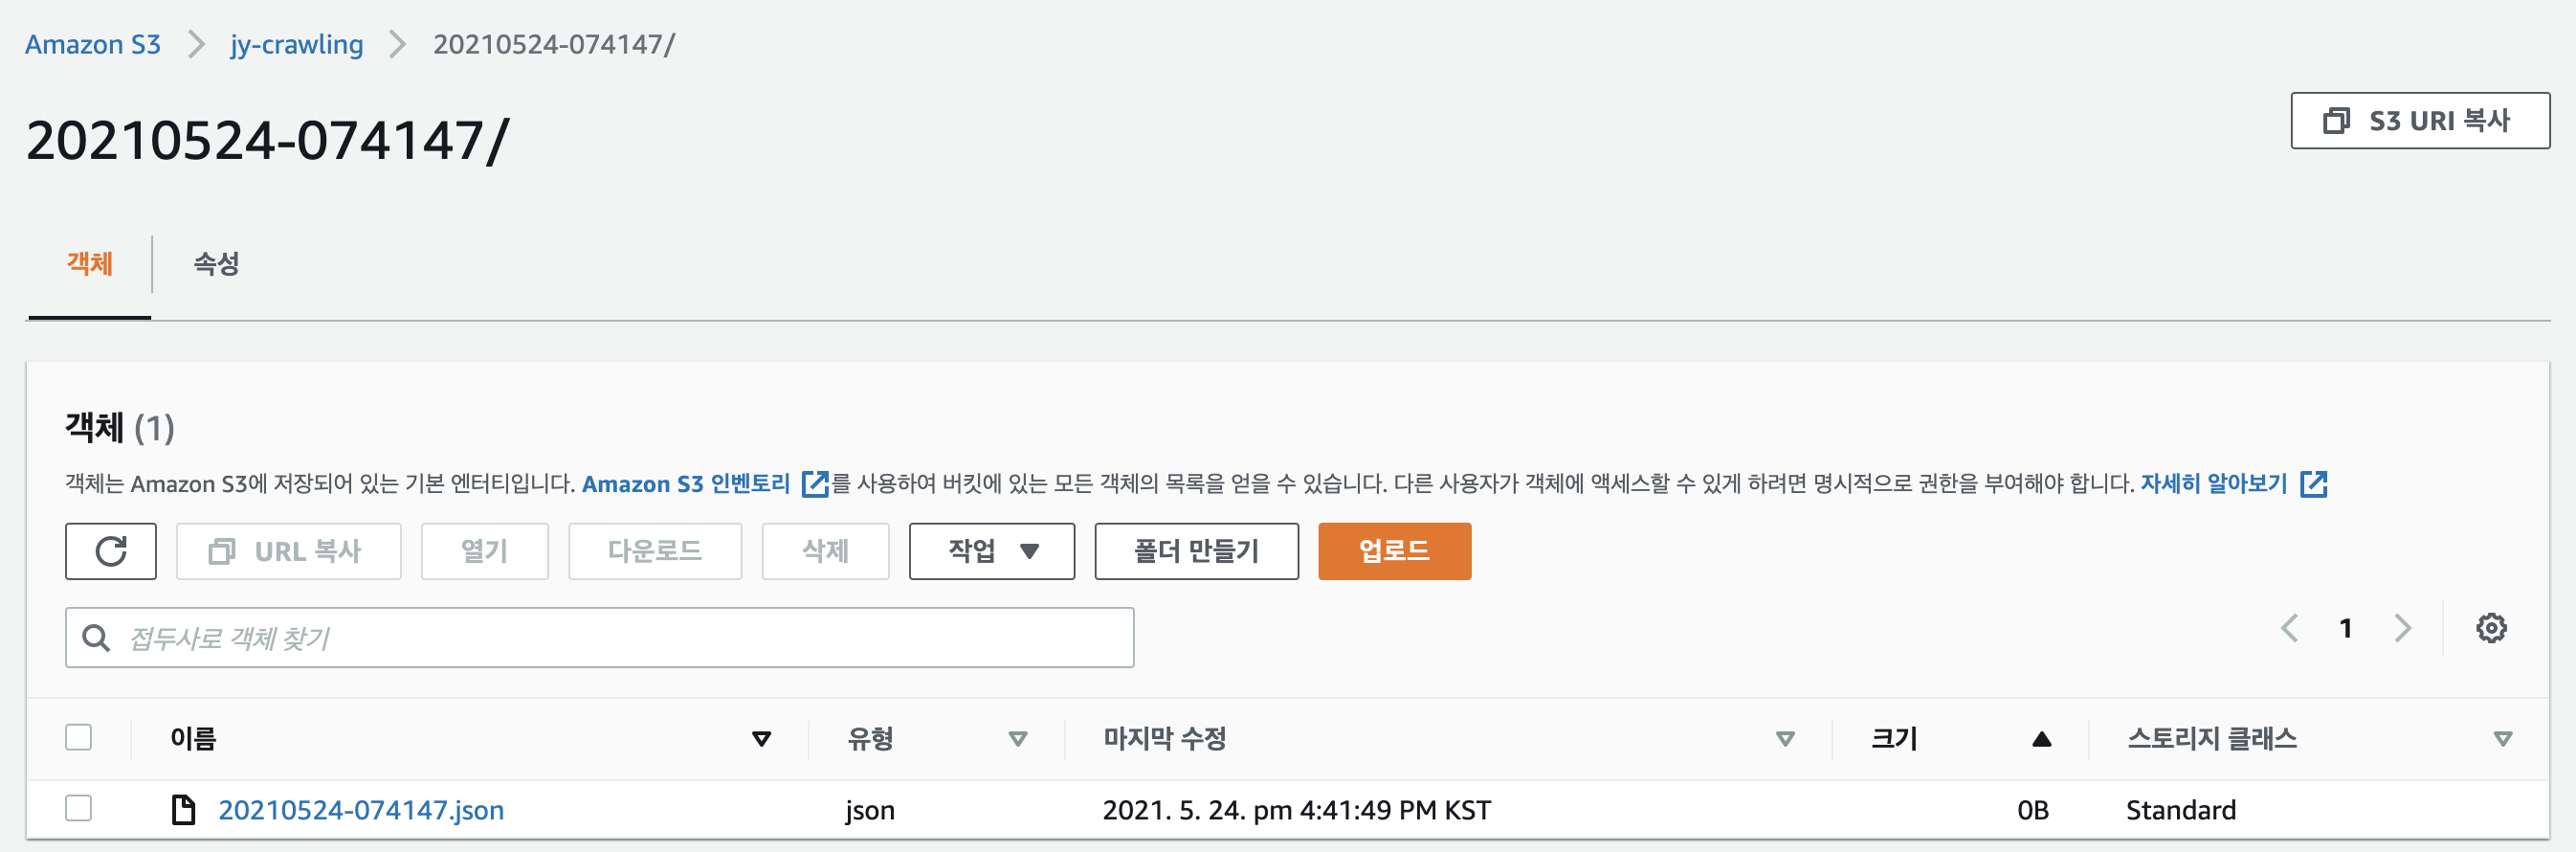 Amazon S3 > jy-crawling > 20210524-074147/
20210524-074147/
S3 URI 복사
객체
속성
객체 (1)
객체는 Amazon S3에 저장되어 있는 기본 엔터티입니다. Amazon S3 인벤토리를 사용하여 버킷에 있는 모든 객체의 목록을 얻을 수 있습니다. 다른 사용자가 객체에 액세스할 수 있게 하려면 명시적으로 권한을 부여해야 합니다. 자세히 알아보기
URL 복사 열기 다운로드 삭제 작업 폴더 만들기 업로드
접두사로 객체 찾기
1
이름 유형 마지막 수정 크기 스토리지 클래스
20210524-074147.json json 2021. 5. 24. pm 4:41:49 PM KST 0B Standard